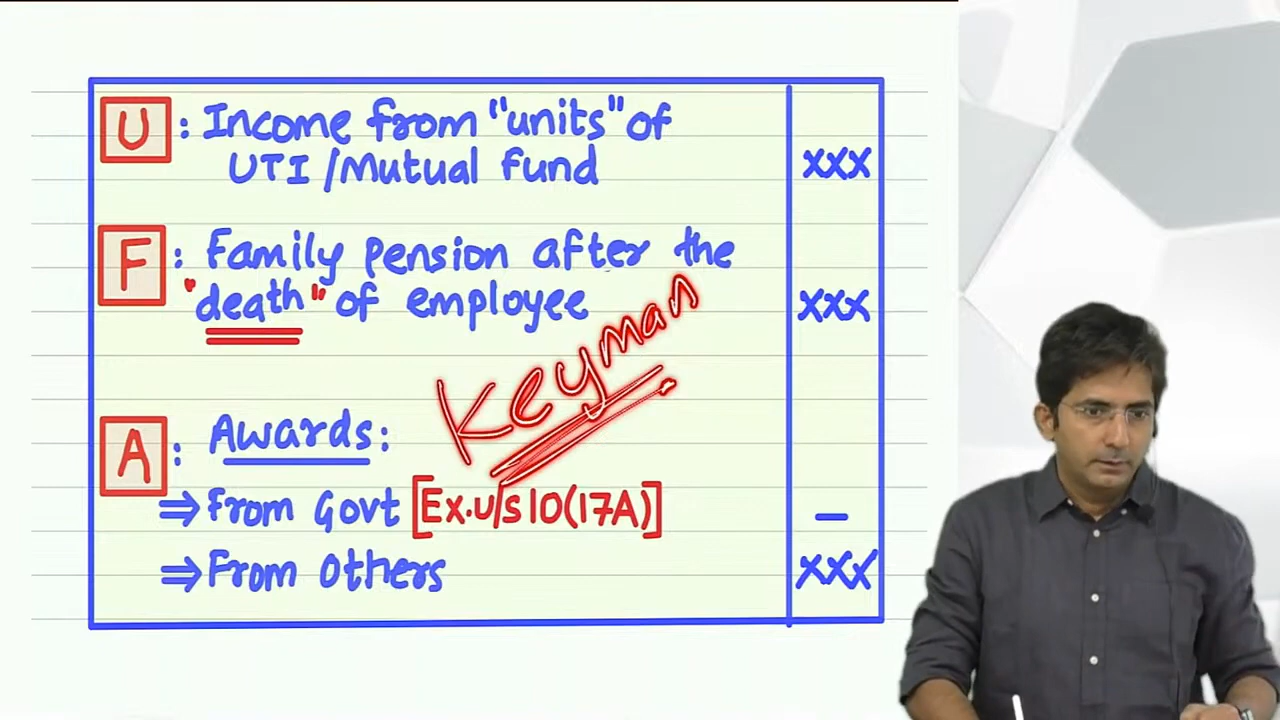 U : Income from "units" of
UTI / Mutual fund xxx
F : Family pension after the
"death" of employee xxx
Keyman
A : Awards:
⇒ From Govt [Ex.u/s 10(17A)] –
⇒ From Others xxx